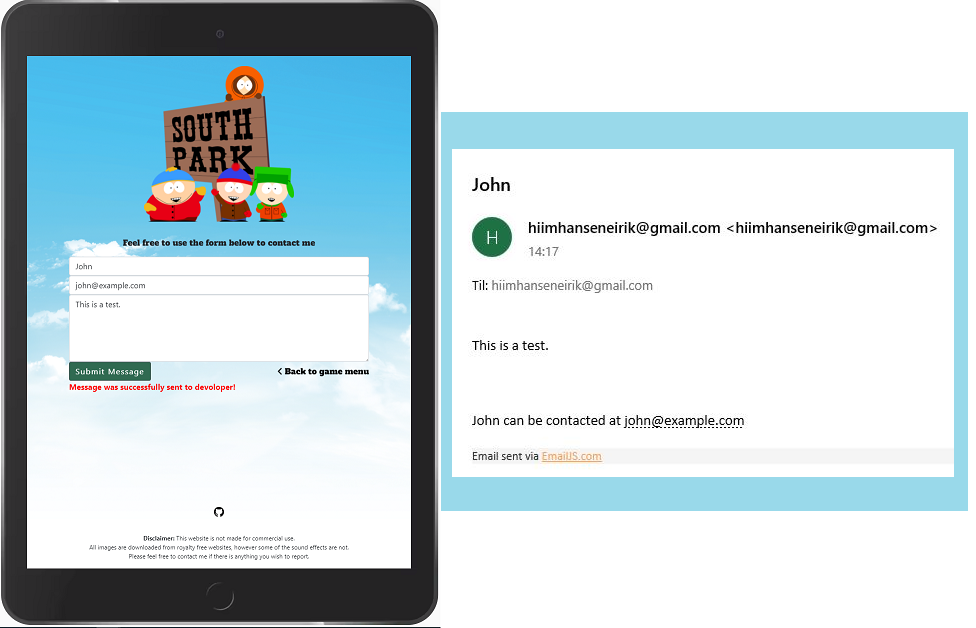 SOUTH
PARK
Feel free to use the form below to contact me
John
john@example.com
This is a test.
Submit Message
Back to game menu
Message was successfully sent to devoloper!
Disclaimer: This website is not made for commercial use.
All images are downloaded from royalty free websites, however some of the sound effects are not.
Please feel free to contact me if there is anything you wish to report.
John
H
hiimhanseneirik@gmail.com <hiimhanseneirik@gmail.com>
14:17
Til: hiimhanseneirik@gmail.com
This is a test.
John can be contacted at john@example.com
Email sent via EmailJS.com